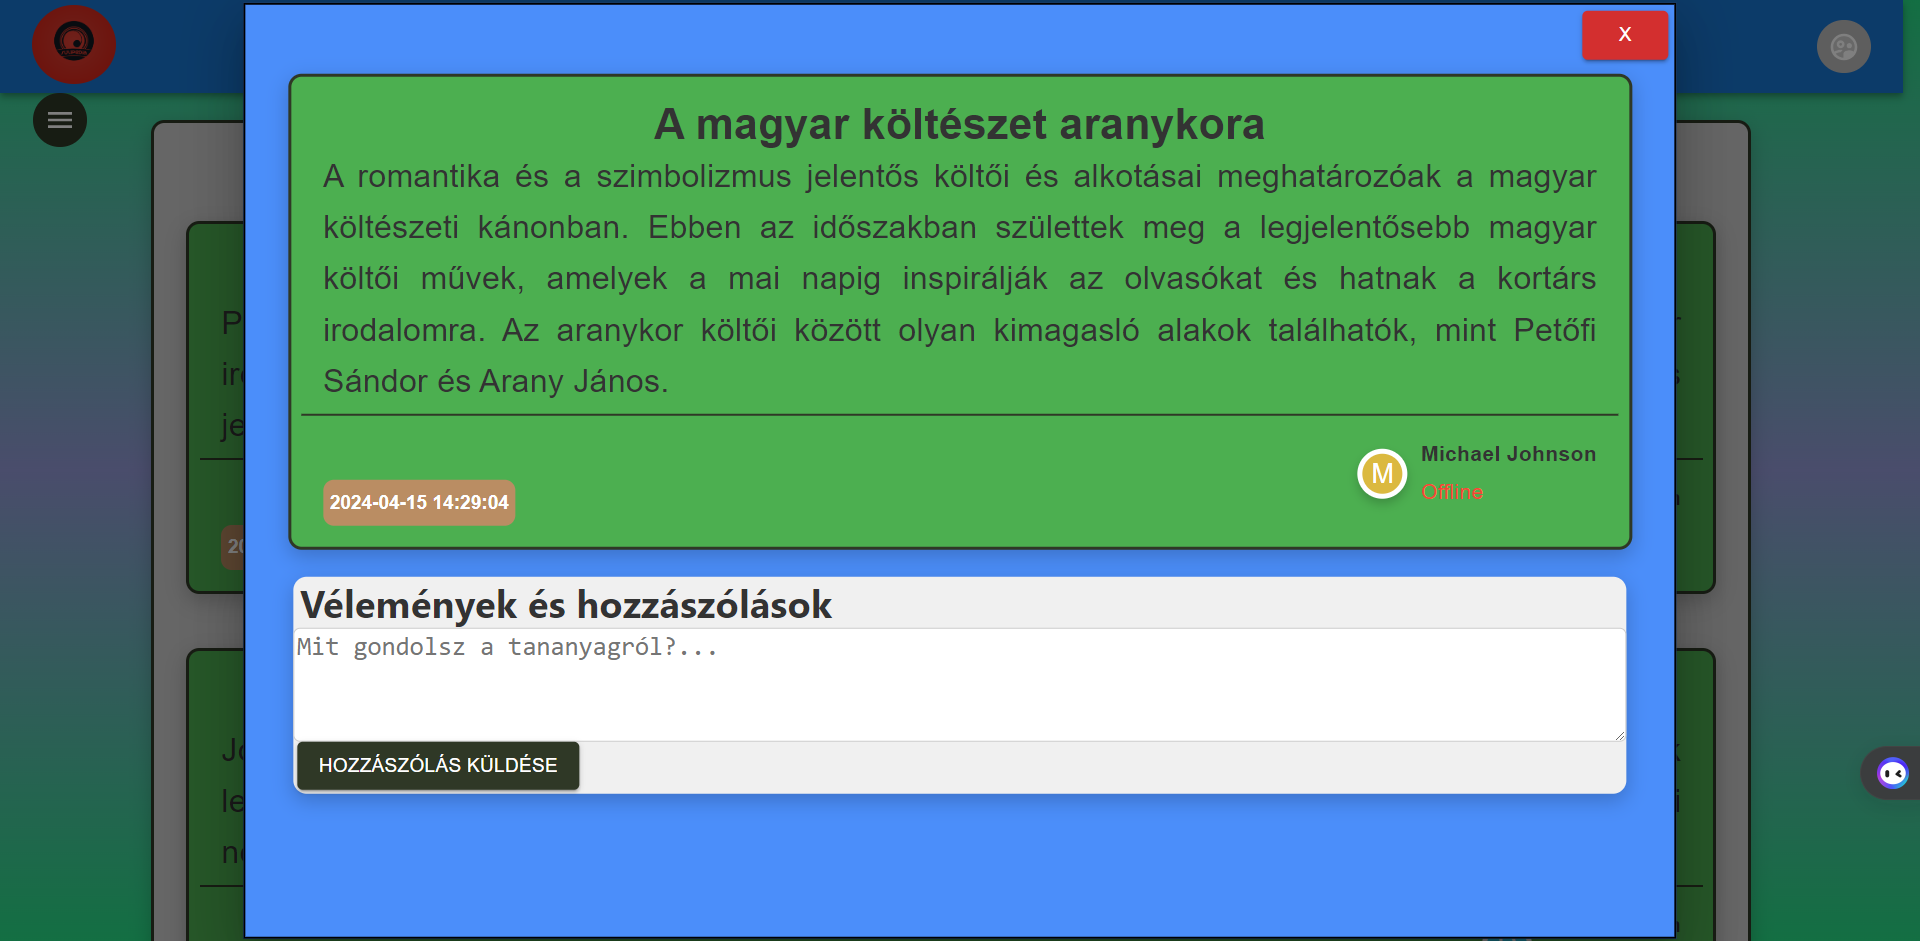 X
A magyar költészet aranykora
A romantika és a szimbolizmus jelentős költői és alkotásai meghatározóak a magyar
költészeti kánonban. Ebben az időszakban születtek meg a legjelentősebb magyar
költői művek, amelyek a mai napig inspirálják az olvasókat és hatnak a kortárs
irodalomra. Az aranykor költői között olyan kimagasló alakok találhatók, mint Petőfi
Sándor és Arany János.
Michael Johnson
M
Offline
2024-04-15 14:29:04
Vélemények és hozzászólások
Mit gondolsz a tananyagról?...
HOZZÁSZÓLÁS KÜLDÉSE